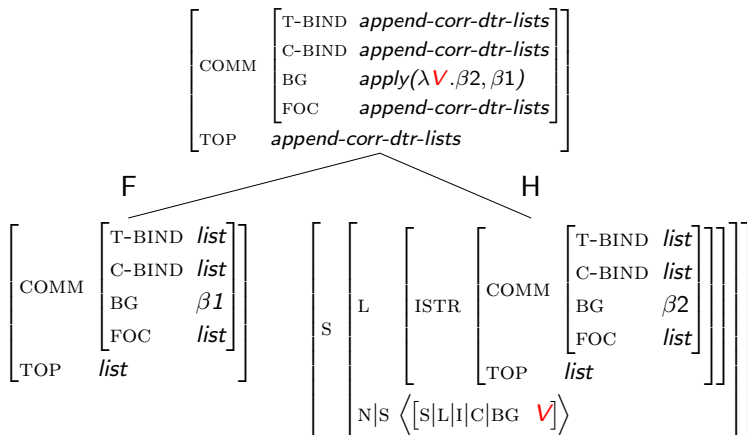 T-BIND append-corr-dtr-lists
C-BIND append-corr-dtr-lists
COMM
BG apply(λV.β2, β1)
FOC append-corr-dtr-lists
TOP append-corr-dtr-lists
F H
T-BIND list
C-BIND list
COMM
BG β1
FOC list
TOP list
T-BIND list
C-BIND list
S L ISTR COMM
BG β2
FOC list
TOP list
N|S ⟨[S|L|I|C|BG V]⟩